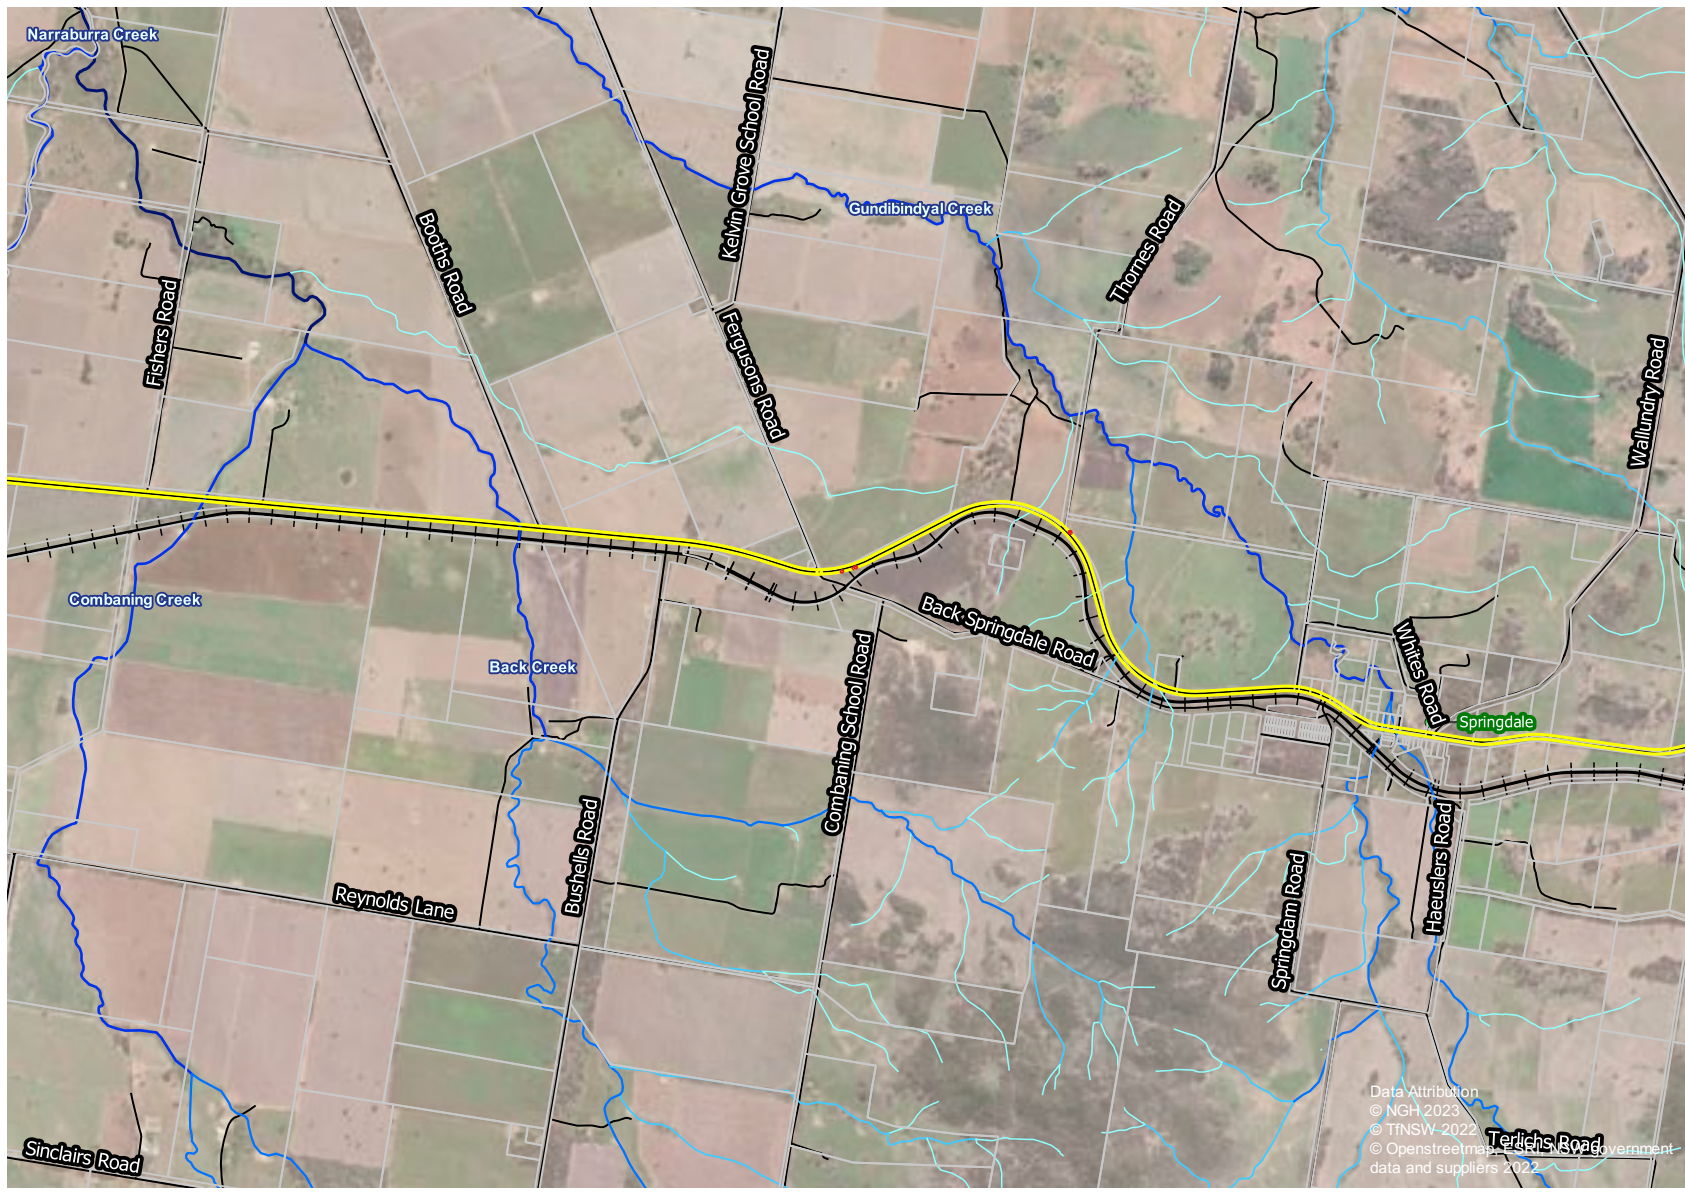 Narraburra Creek
Kelvin Grove School Road
Gundibindyal Creek
Booths Road
Thornes Road
Fishers Road
Fergusons Road
Wallundry Road
Combaning Creek
Back Springdale Road
Whites Road
Back Creek
Combaning School Road
Springdale
Bushells Road
Haeuslers Road
Reynolds Lane
Springdam Road
Data Attribution
© NGH 2023
© TfNSW 2022
Terlichs Road
© Openstreetmap, ESRI, NSW government
data and suppliers 2022
Sinclairs Road